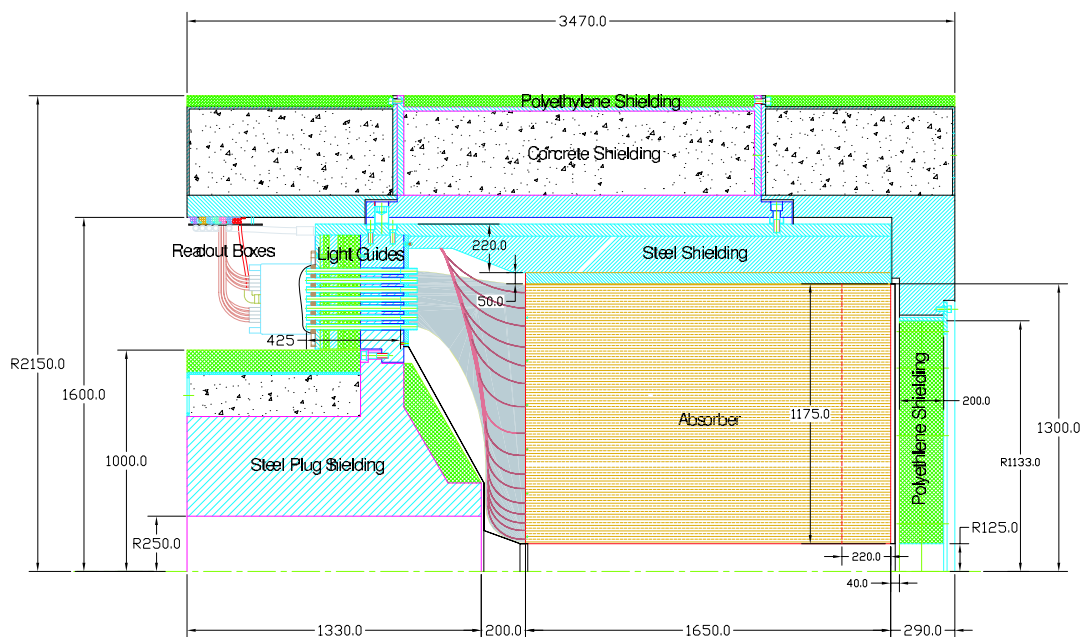 3470.0
Polyethylene Shielding
Concrete Shielding
Readout Boxes
Light Guides
220.0
Steel Shielding
50.0
425
R2150.0
1600.0
1000.0
R250.0
Steel Plug Shielding
Absorber
1175.0
Polyethlene Shielding
200.0
R1133.0
1300.0
R125.0
220.0
40.0
1330.0
200.0
1650.0
290.0